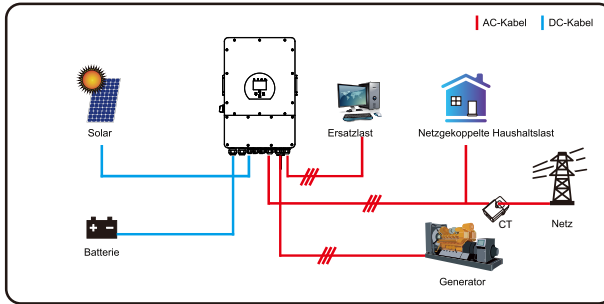 AC-Kabel
DC-Kabel
Solar
Ersatzlast
Netzgekoppelte Haushaltslast
CT
Netz
Batterie
Generator